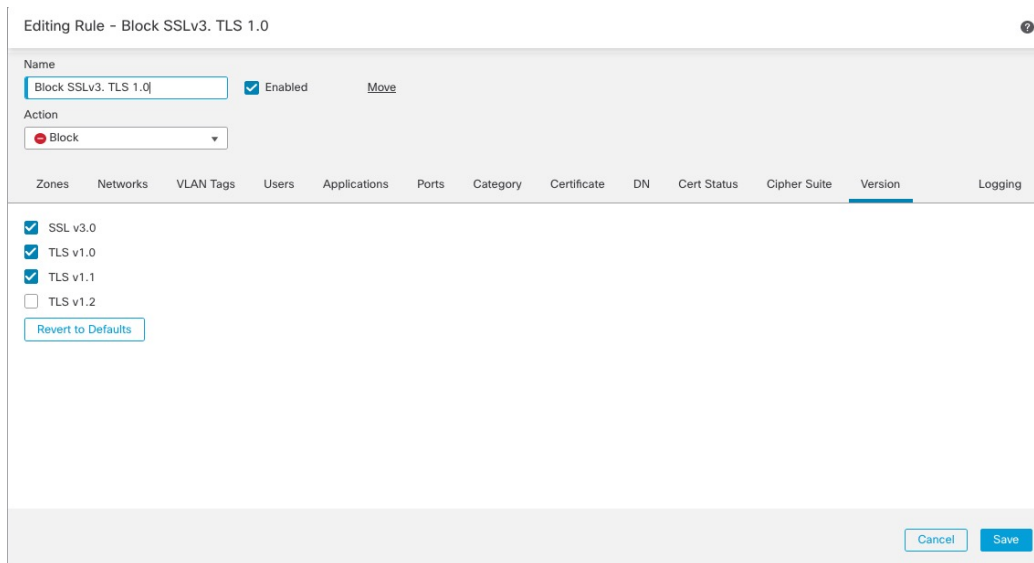 Editing Rule - Block SSLv3. TLS 1.0
Name
Block SSLv3. TLS 1.0
Enabled
Move
Action
Block
Zones Networks VLAN Tags Users Applications Ports Category Certificate DN Cert Status Cipher Suite Version Logging
SSL v3.0
TLS v1.0
TLS v1.1
TLS v1.2
Revert to Defaults
Cancel Save